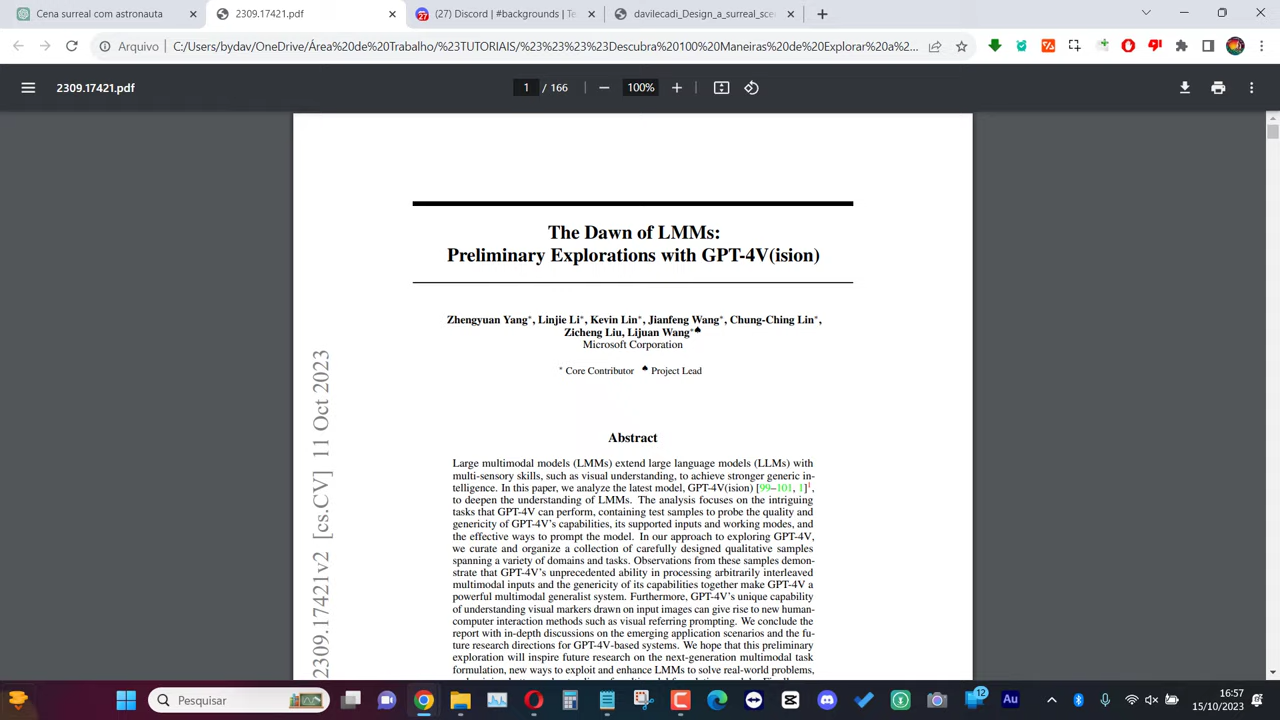 Cena surreal com astronauta
2309.17421.pdf
(27) Discord | #backgrounds | Te
davilecadi_Design_a_surreal_sce
Arquivo
C:/Users/bydav/OneDrive/Área%20de%20Trabalho/TUTORIAIS/%23%23%23%23Descubra%20100%20Maneiras%20de%20Explorar%20a%20...
2309.17421.pdf
1 / 166
100%
The Dawn of LMMs:
Preliminary Explorations with GPT-4V(ision)
Zhengyuan Yang*, Linjie Li*, Kevin Lin*, Jianfeng Wang*, Chung-Ching Lin*,
Zicheng Liu, Lijuan Wang*♠
Microsoft Corporation
* Core Contributor ♠ Project Lead
2309.17421v2 [cs.CV] 11 Oct 2023
Abstract
Large multimodal models (LMMs) extend large language models (LLMs) with
multi-sensory skills, such as visual understanding, to achieve stronger generic in-
telligence. In this paper, we analyze the latest model, GPT-4V(ision) [99–101, 1]1,
to deepen the understanding of LMMs. The analysis focuses on the intriguing
tasks that GPT-4V can perform, containing test samples to probe the quality and
genericity of GPT-4V's capabilities, its supported inputs and working modes, and
the effective ways to prompt the model. In our approach to exploring GPT-4V,
we curate and organize a collection of carefully designed qualitative samples
spanning a variety of domains and tasks. Observations from these samples demon-
strate that GPT-4V's unprecedented ability in processing arbitrarily interleaved
multimodal inputs and the genericity of its capabilities together make GPT-4V a
powerful multimodal generalist system. Furthermore, GPT-4V's unique capability
of understanding visual markers drawn on input images can give rise to new human-
computer interaction methods such as visual referring prompting. We conclude the
report with in-depth discussions on the emerging application scenarios and the fu-
ture research directions for GPT-4V-based systems. We hope that this preliminary
exploration will inspire future research on the next-generation multimodal task
formulation, new ways to exploit and enhance LMMs to solve real-world problems,
Pesquisar
12
Au
16:57
15/10/2023